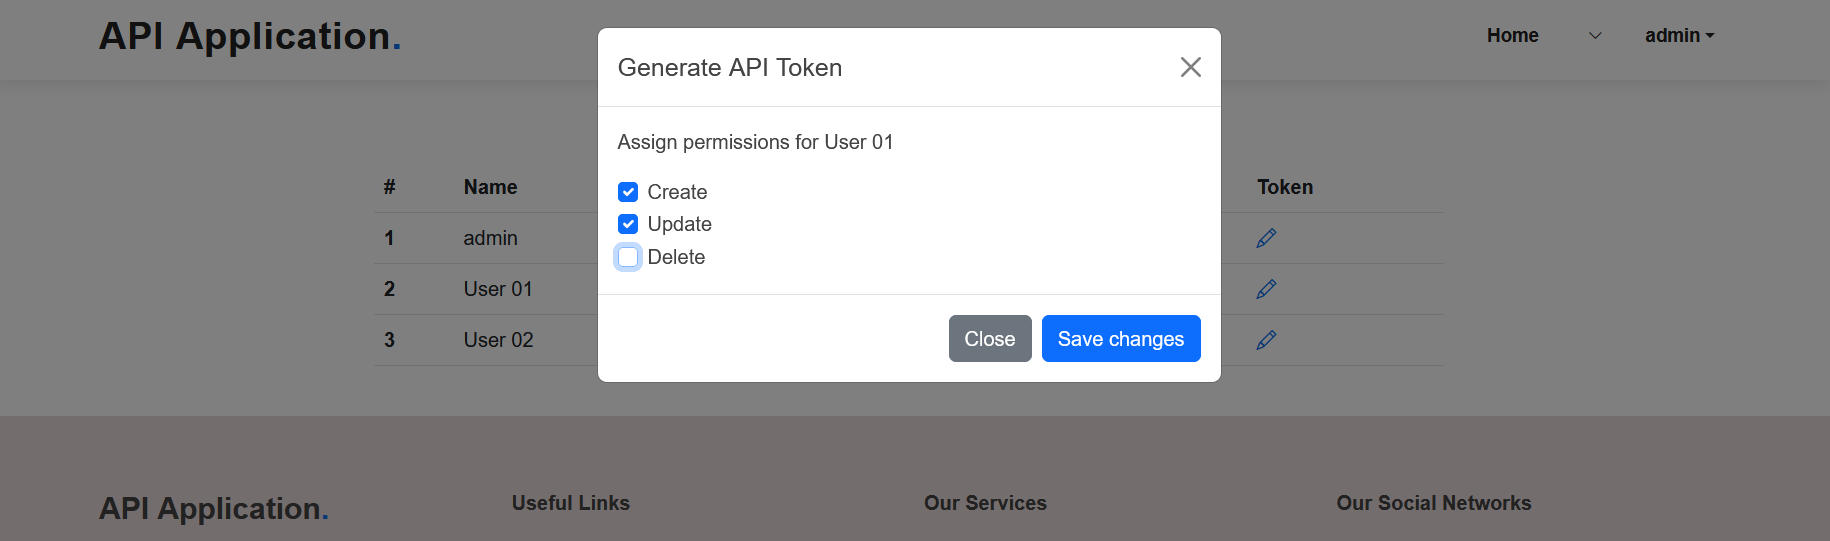 API Application.
Home
admin
Generate API Token
Assign permissions for User 01
Create
Update
Delete
Close
Save changes
# Name Token
1 admin
2 User 01
3 User 02
API Application.
Useful Links
Our Services
Our Social Networks